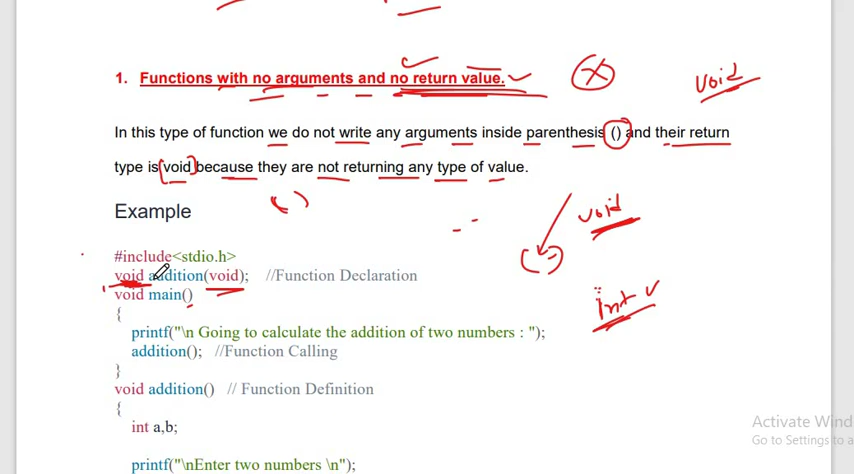 1. Functions with no arguments and no return value.
void
In this type of function we do not write any arguments inside parenthesis () and their return
type is void because they are not returning any type of value.
Example
( )
void
( )
#include<stdio.h>
void addition(void); //Function Declaration
void main()
int
{
printf("\n Going to calculate the addition of two numbers : ");
addition(); //Function Calling
}
void addition() // Function Definition
{
int a,b;
Activate Wind
Go to Settings to a
printf("\nEnter two numbers \n");